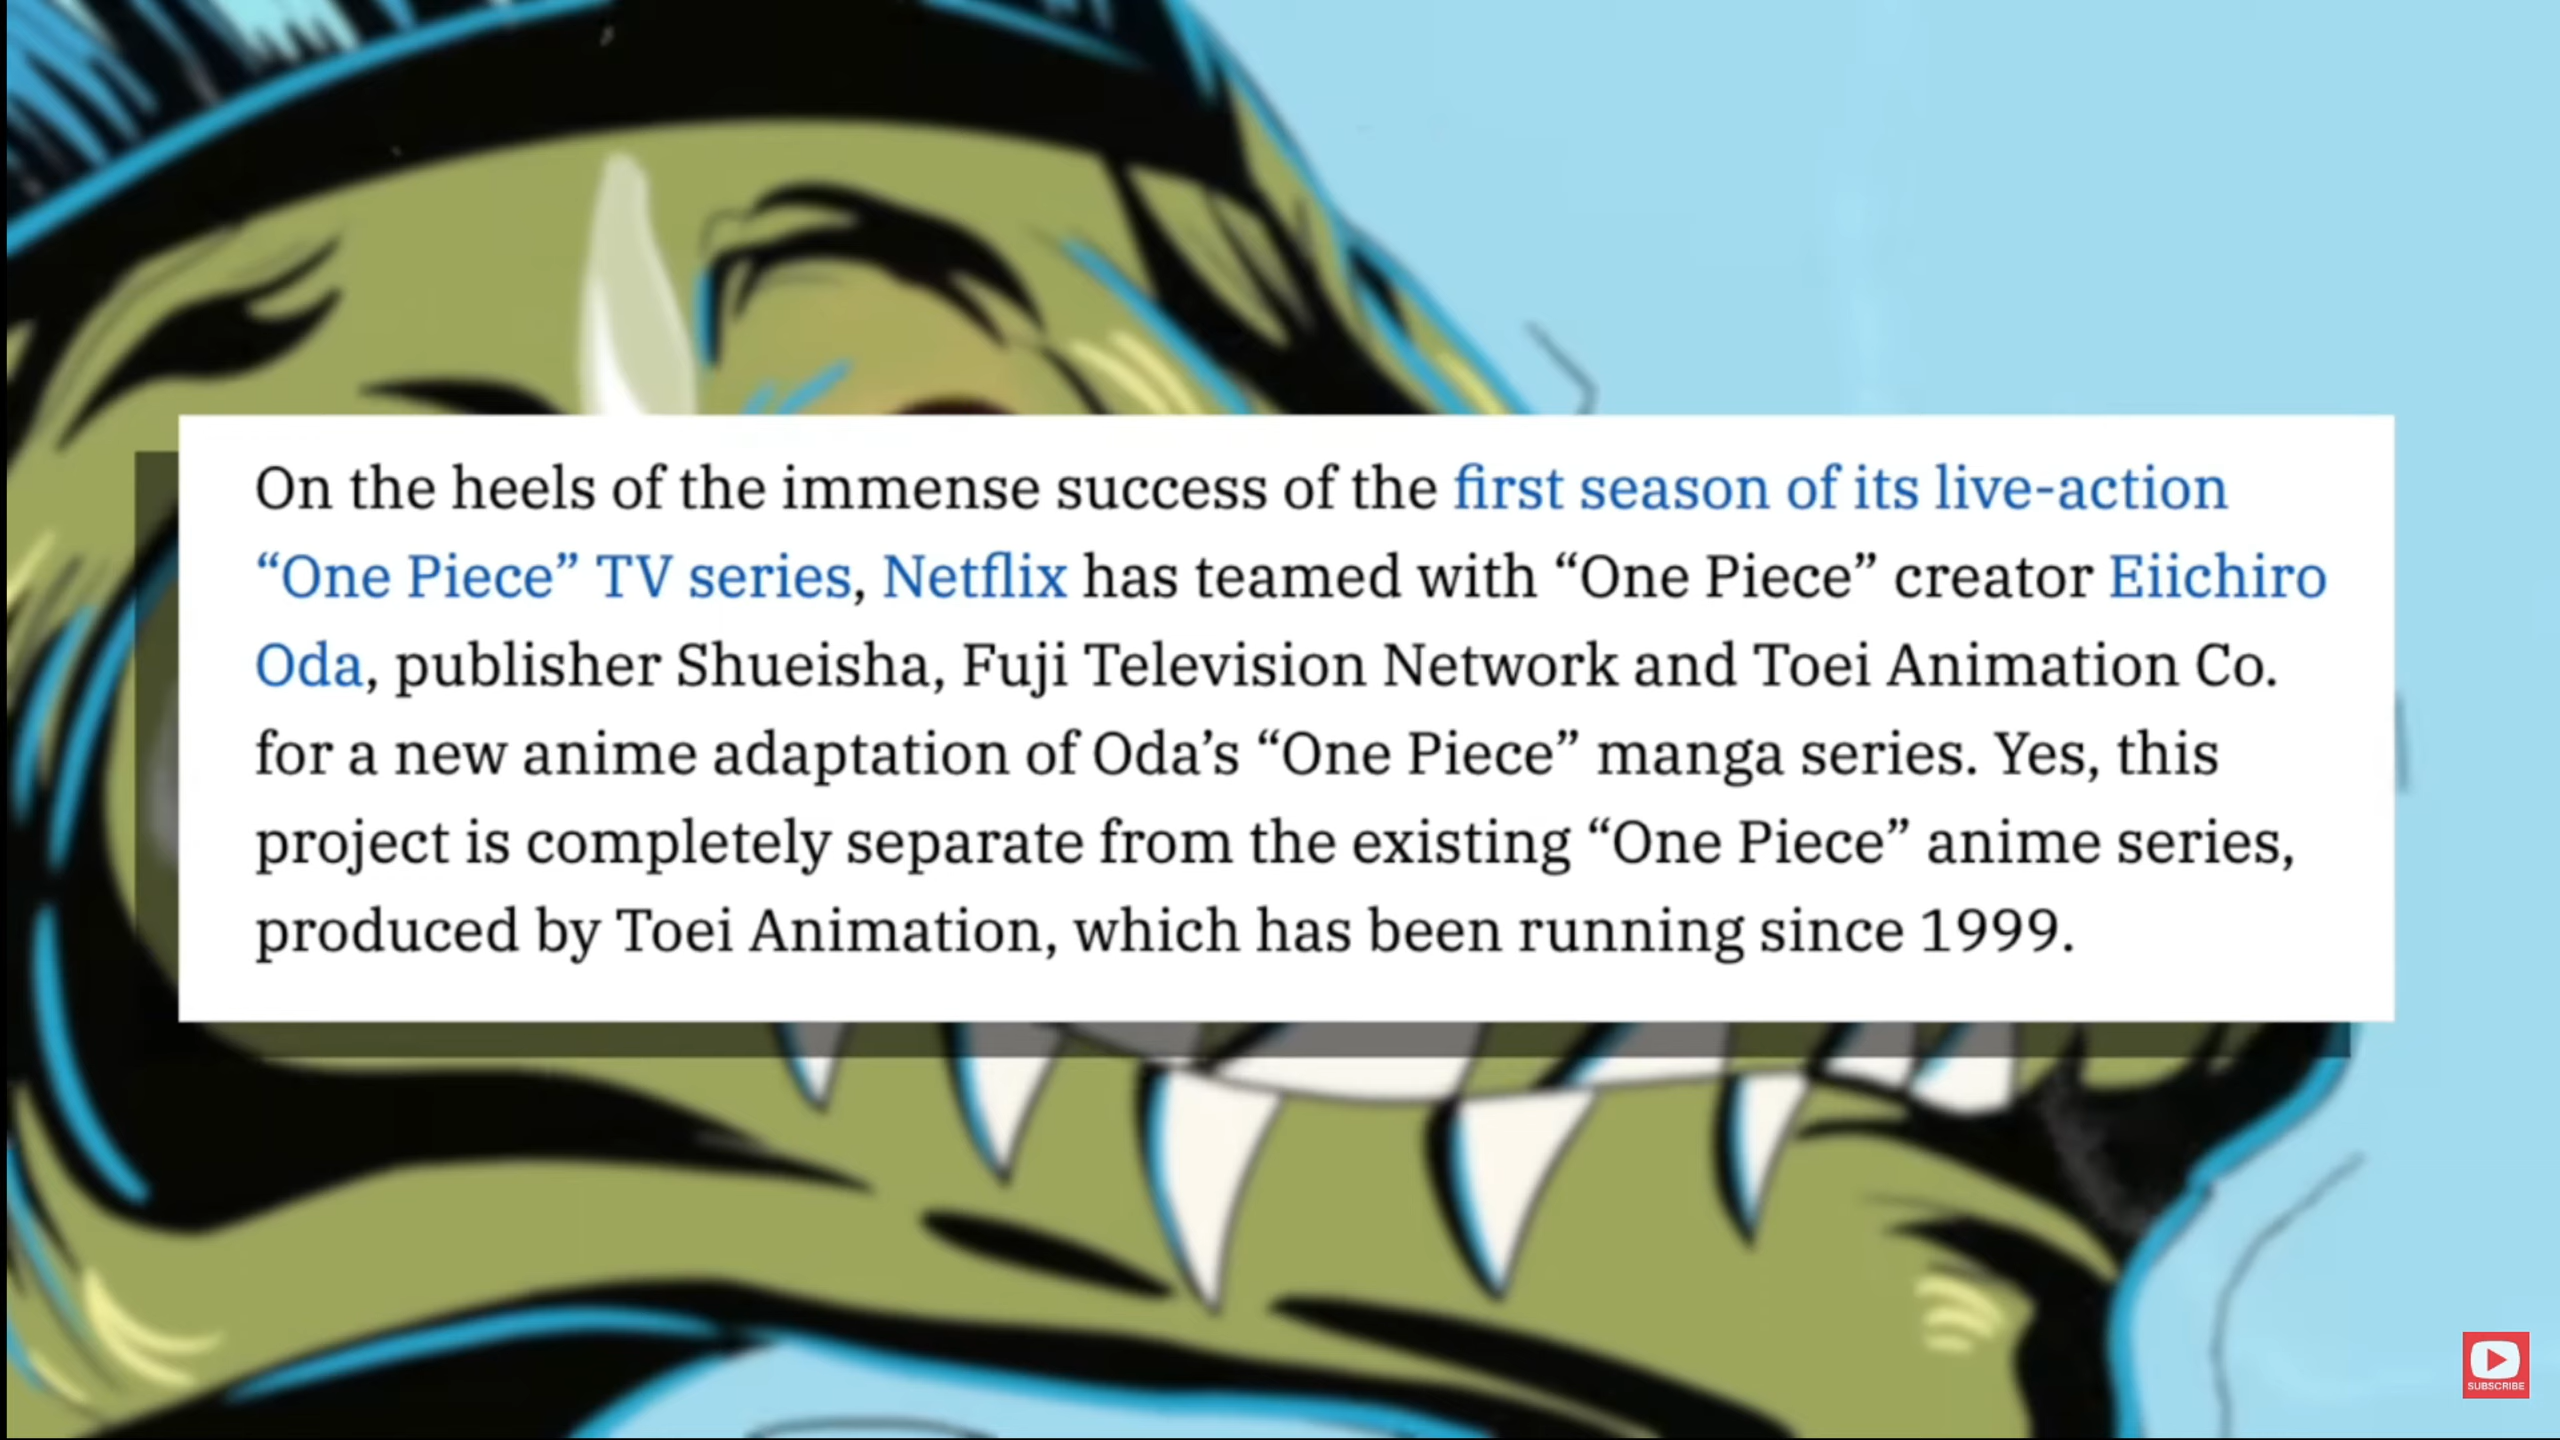 On the heels of the immense success of the first season of its live-action
“One Piece” TV series, Netflix has teamed with “One Piece” creator Eiichiro
Oda, publisher Shueisha, Fuji Television Network and Toei Animation Co.
for a new anime adaptation of Oda’s “One Piece” manga series. Yes, this
project is completely separate from the existing “One Piece” anime series,
produced by Toei Animation, which has been running since 1999.
SUBSCRIBE